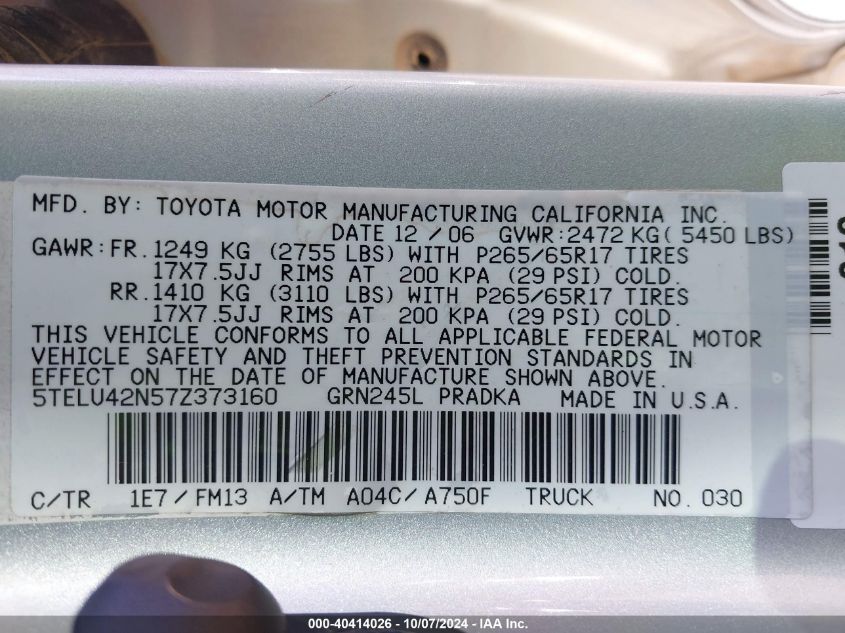 MFD. BY: TOYOTA MOTOR MANUFACTURING CALIFORNIA INC.
DATE 12/06 GVWR:2472 KG( 5450 LBS)
GAWR:FR.1249 KG (2755 LBS) WITH P265/65R17 TIRES
17X7.5JJ RIMS AT 200 KPA (29 PSI) COLD.
RR.1410 KG (3110 LBS) WITH P265/65R17 TIRES
17X7.5JJ RIMS AT 200 KPA (29 PSI) COLD.
THIS VEHICLE CONFORMS TO ALL APPLICABLE FEDERAL MOTOR
VEHICLE SAFETY AND THEFT PREVENTION STANDARDS IN
EFFECT ON THE DATE OF MANUFACTURE SHOWN ABOVE.
5TELU42N57Z373160 GRN245L PRADKA MADE IN U.S.A.
C/TR 1E7/FM13 A/TM A04C/A750F TRUCK NO. 030
000-40414026 - 10/07/2024 - IAA Inc.